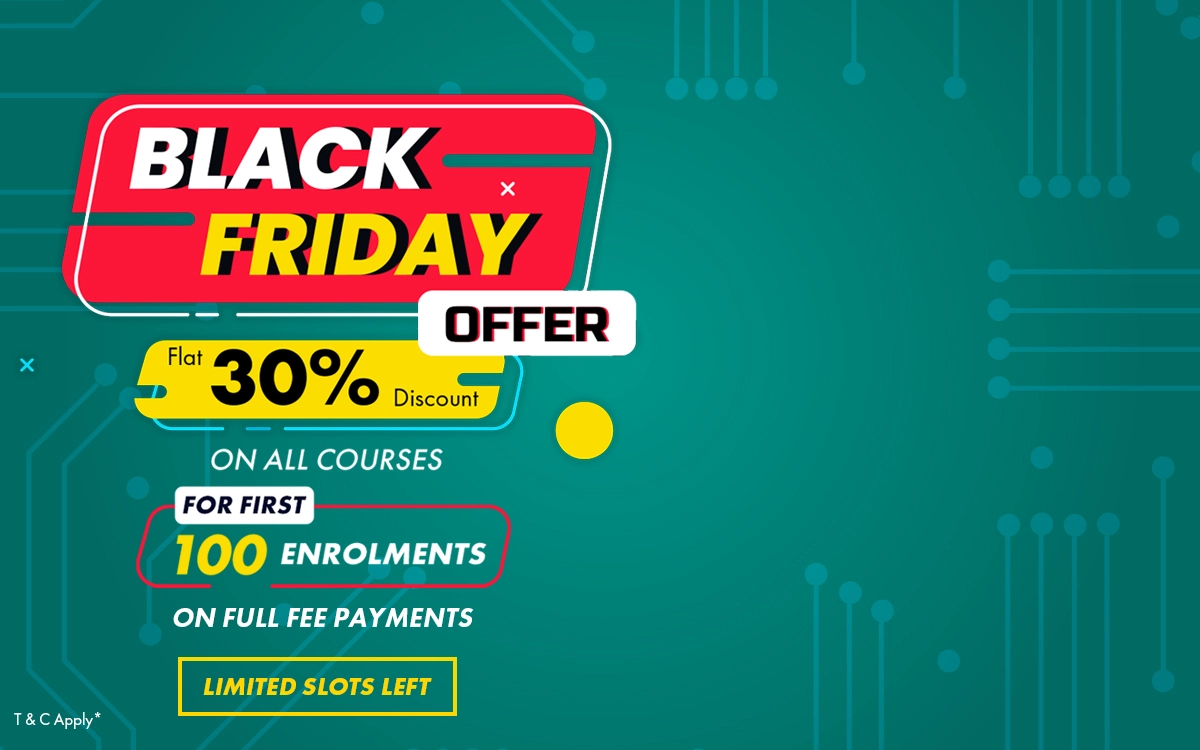 BLACK
FRIDAY
OFFER
Flat 30% Discount
ON ALL COURSES
FOR FIRST
100 ENROLMENTS
ON FULL FEE PAYMENTS
LIMITED SLOTS LEFT
T & C Apply*